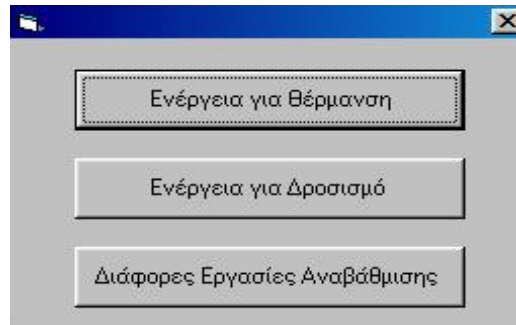 Ενέργεια για Θέρμανση
Ενέργεια για Δροσισμό
Διάφορες Εργασίες Αναβάθμισης